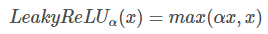 LeakyReLU_α(x) = max(αx, x)